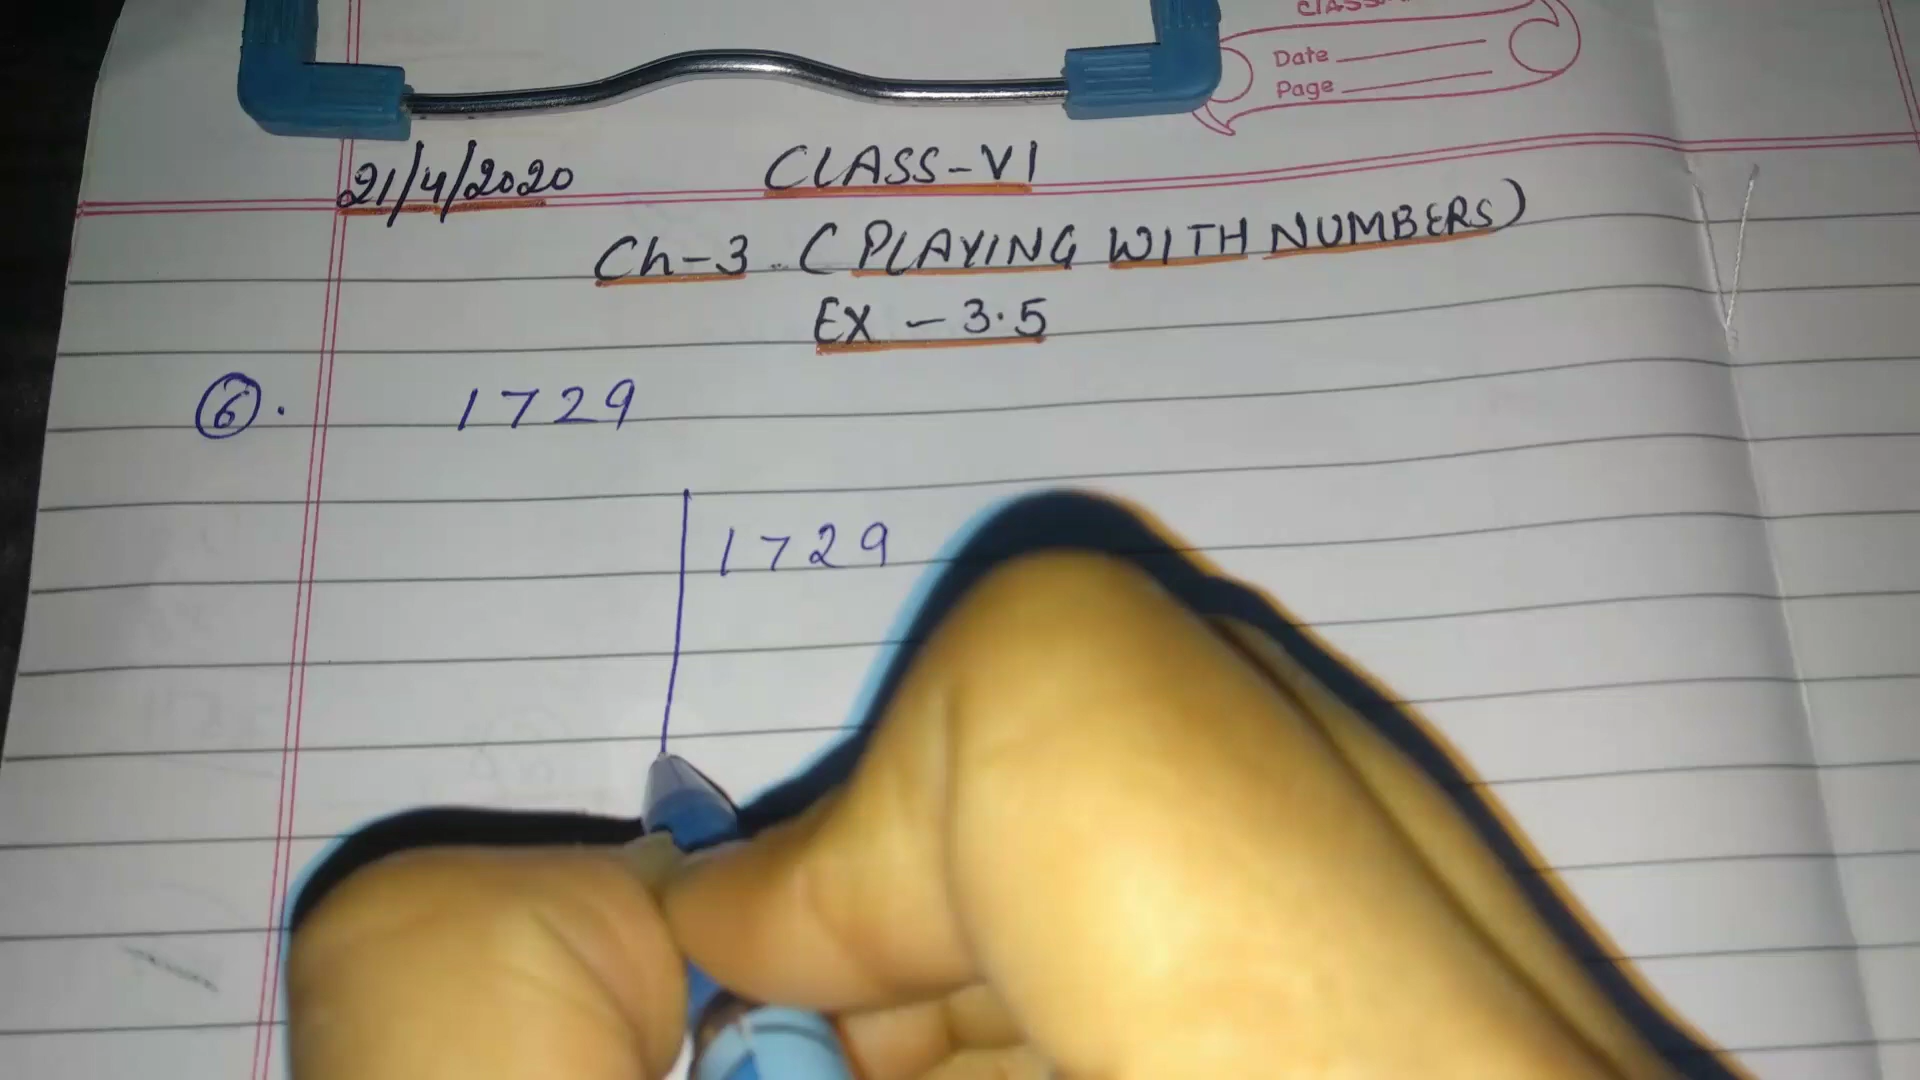 Date
Page
21/4/2020 CLASS-VI
Ch-3 (PLAYING WITH NUMBERS)
EX - 3.5
6. 1729
1729